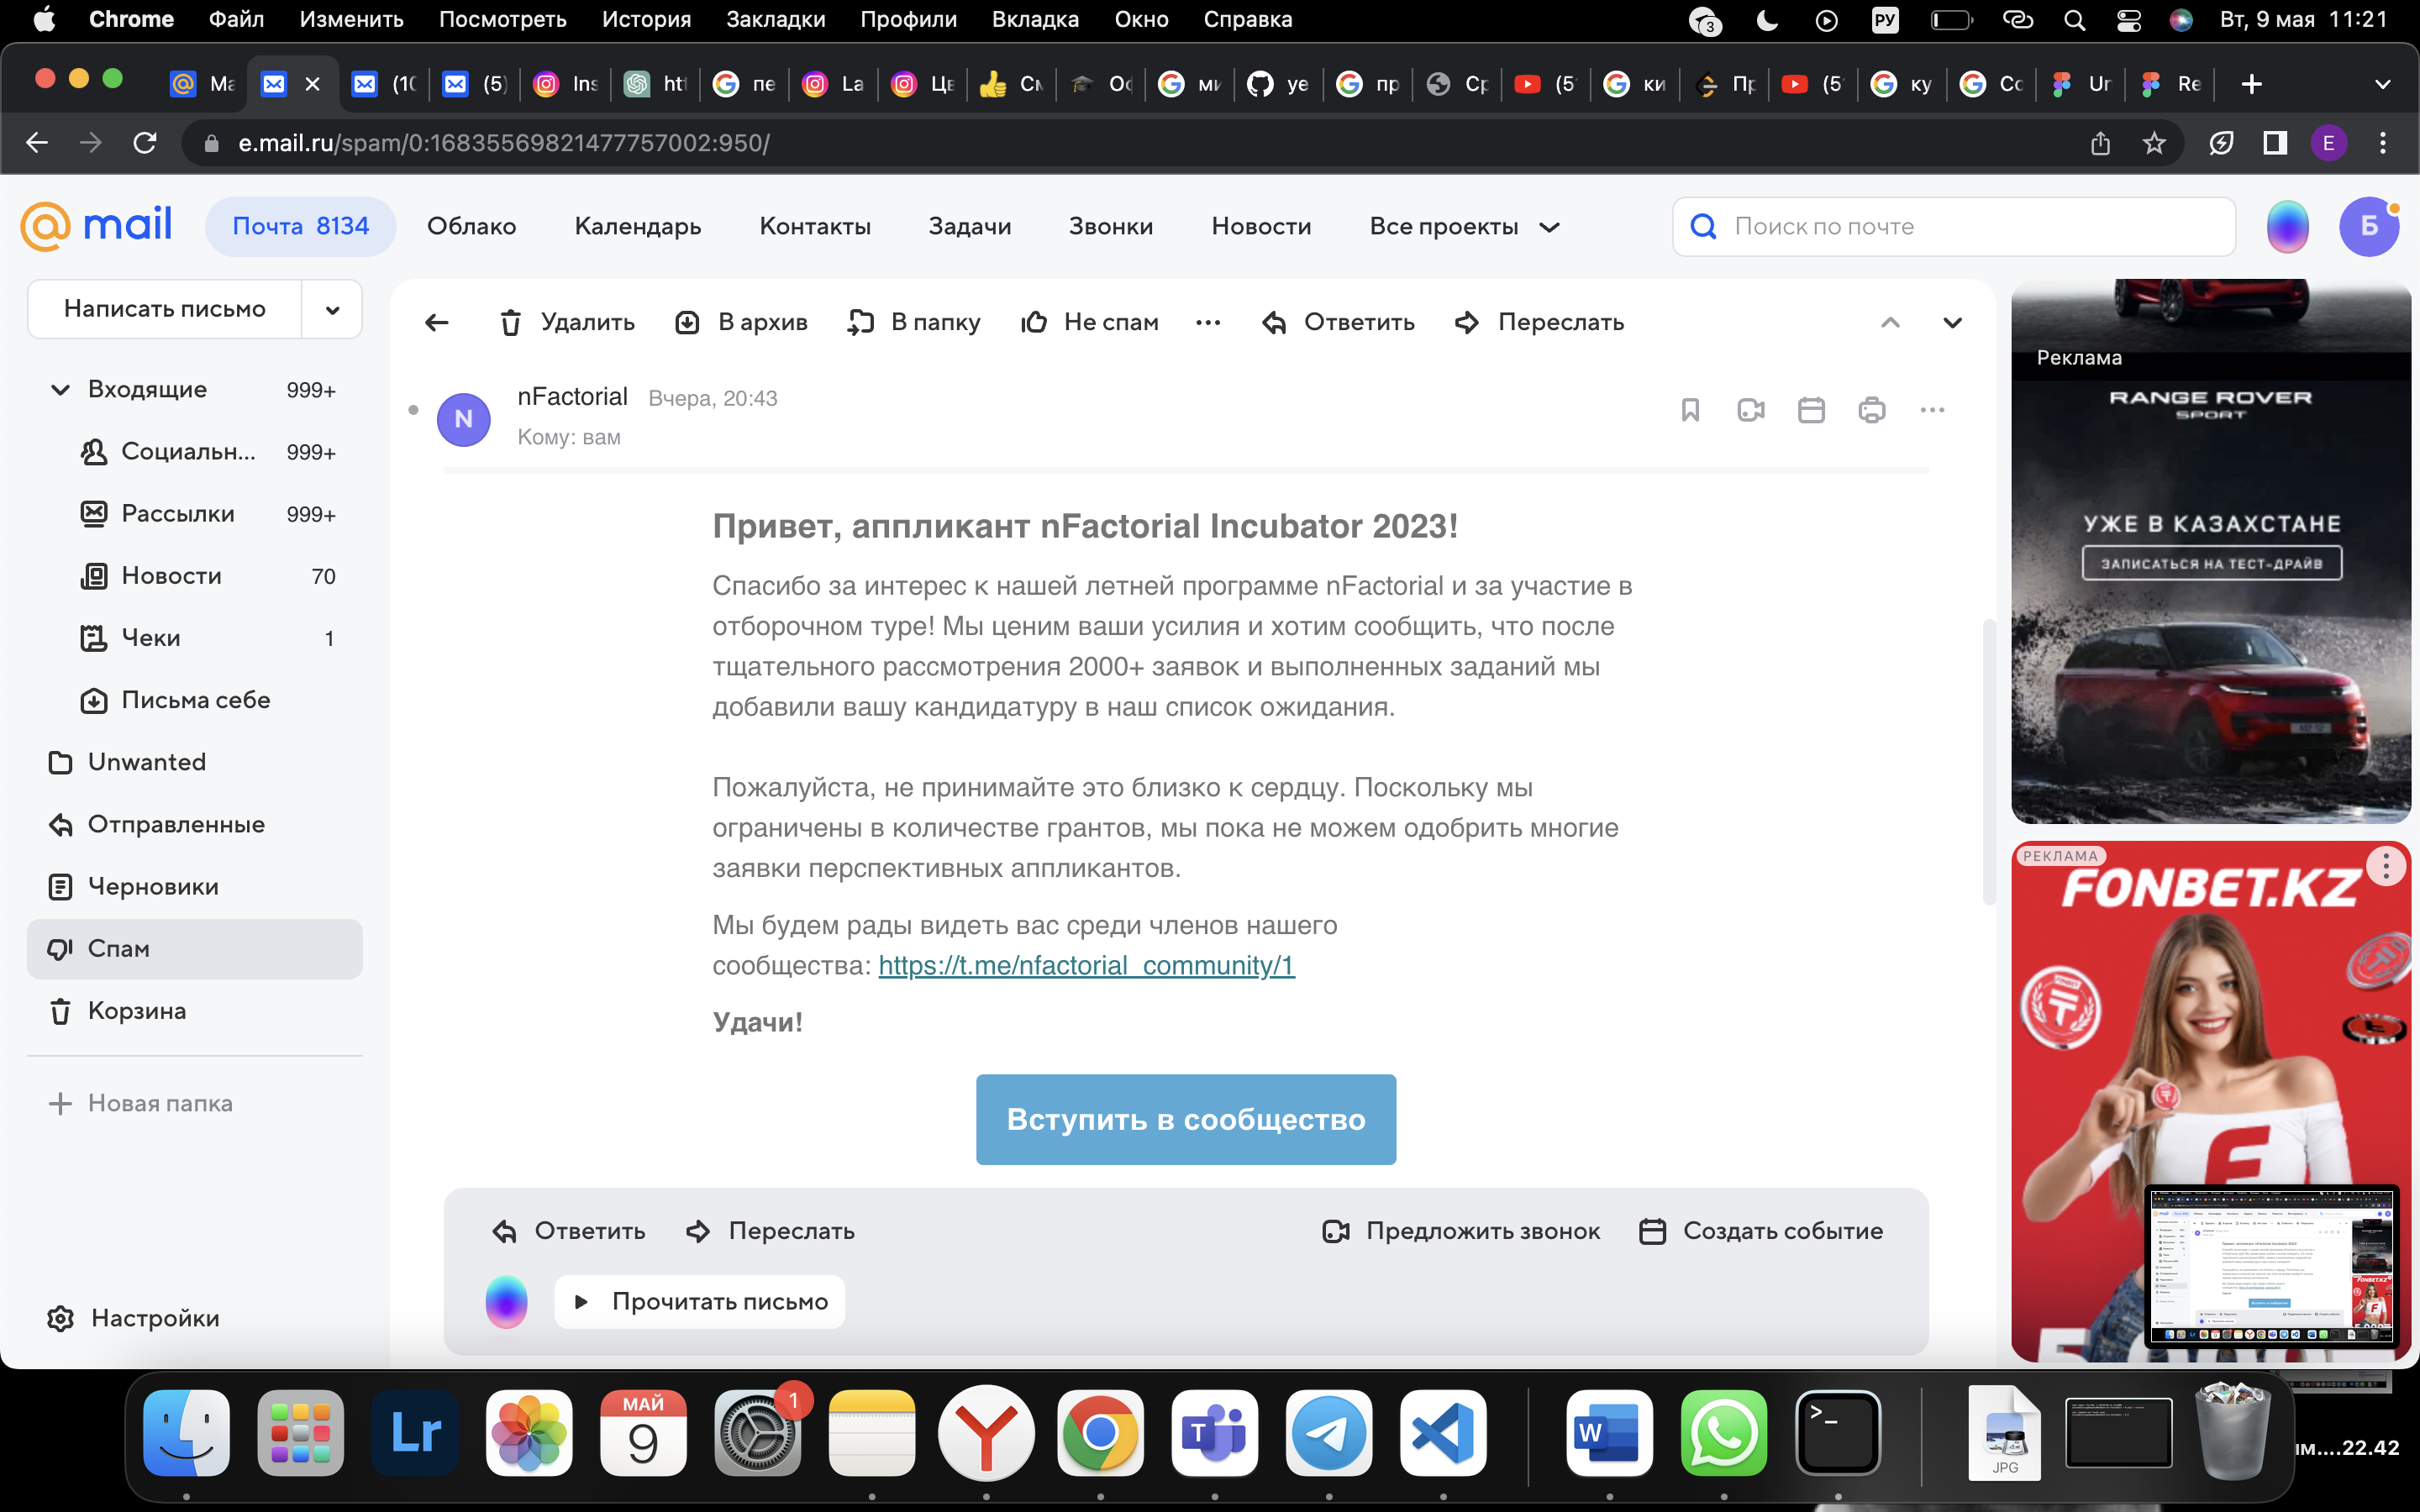 Chrome Файл Изменить Посмотреть История Закладки Профили Вкладка Окно Справка 3 РУ Вт, 9 мая 11:21
Ма (10 (5) Ins htt пе La Цв См Ос ми ye пр Ср (5 ки Пр (5 ку Сс Un Re
e.mail.ru/spam/0:16835569821477757002:950/ E
mail Почта 8134 Облако Календарь Контакты Задачи Звонки Новости Все проекты Поиск по почте Б
Написать письмо
Удалить В архив В папку Не спам Ответить Переслать
Входящие 999+
Социальн... 999+
Рассылки 999+
Новости 70
Чеки 1
Письма себе
Unwanted
Отправленные
Черновики
Спам
Корзина
Новая папка
Настройки
N nFactorial Вчера, 20:43
Кому: вам
Привет, аппликант nFactorial Incubator 2023!
Спасибо за интерес к нашей летней программе nFactorial и за участие в
отборочном туре! Мы ценим ваши усилия и хотим сообщить, что после
тщательного рассмотрения 2000+ заявок и выполненных заданий мы
добавили вашу кандидатуру в наш список ожидания.
Пожалуйста, не принимайте это близко к сердцу. Поскольку мы
ограничены в количестве грантов, мы пока не можем одобрить многие
заявки перспективных аппликантов.
Мы будем рады видеть вас среди членов нашего
сообщества: https://t.me/nfactorial_community/1
Удачи!
Вступить в сообщество
Ответить Переслать Предложить звонок Создать событие
Прочитать письмо
Реклама
RANGE ROVER
SPORT
УЖЕ В КАЗАХСТАНЕ
ЗАПИСАТЬСЯ НА ТЕСТ-ДРАЙВ
РЕКЛАМА
FONBET.KZ
F
Lr МАЙ 9 1 T W >_ JPG
ым....22.42